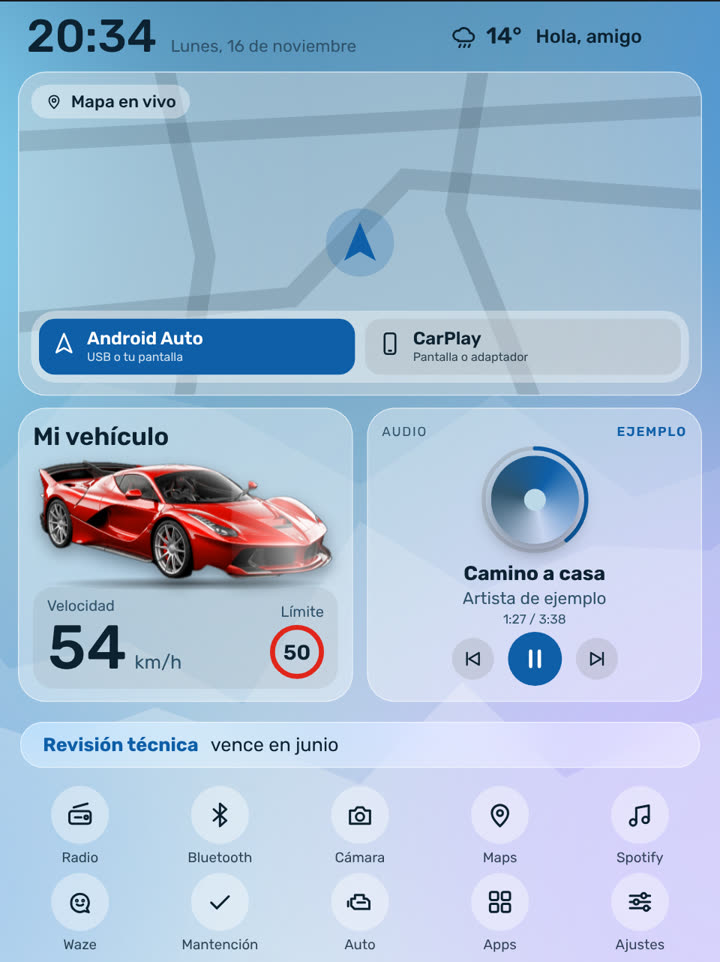 20:34
Lunes, 16 de noviembre
14°
Hola, amigo
Mapa en vivo
Android Auto
USB o tu pantalla
CarPlay
Pantalla o adaptador
Mi vehículo
Velocidad
54 km/h
Límite
50
AUDIO
EJEMPLO
Camino a casa
Artista de ejemplo
1:27 / 3:38
Revisión técnica vence en junio
Radio
Bluetooth
Cámara
Maps
Spotify
Waze
Mantención
Auto
Apps
Ajustes